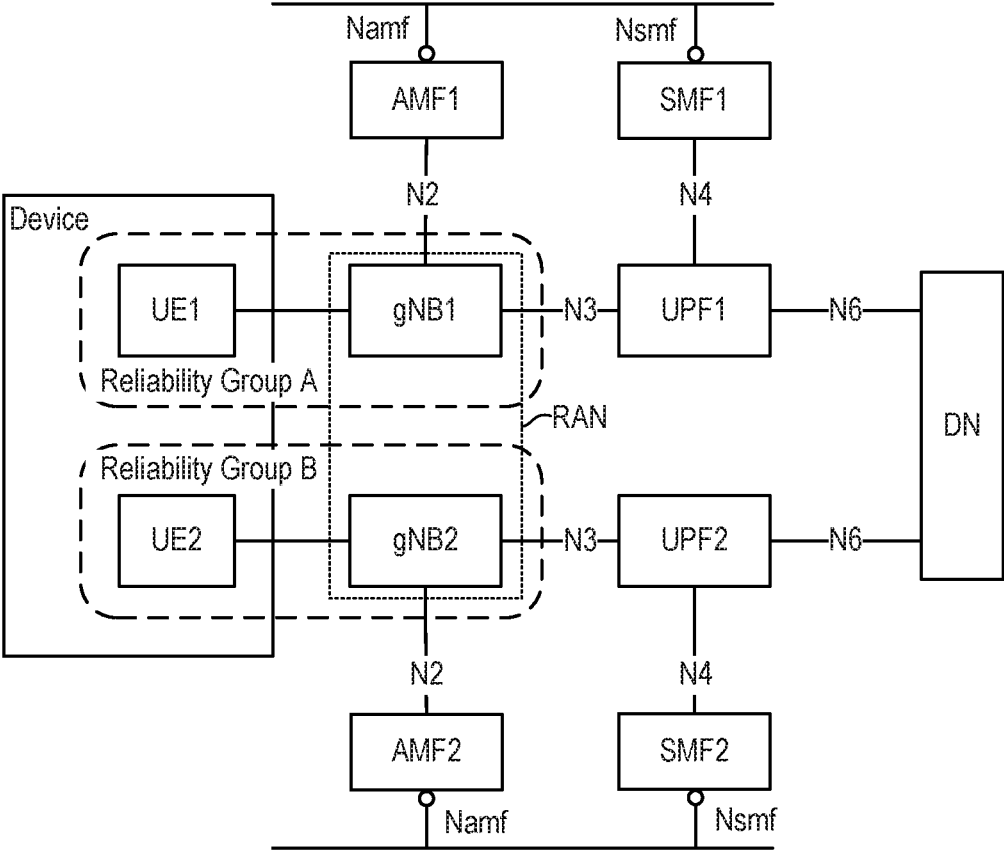 Namf
Nsmf
AMF1
SMF1
N2
N4
Device
UE1
gNB1
N3
UPF1
N6
Reliability Group A
RAN
DN
Reliability Group B
UE2
gNB2
N3
UPF2
N6
N2
N4
AMF2
SMF2
Namf
Nsmf